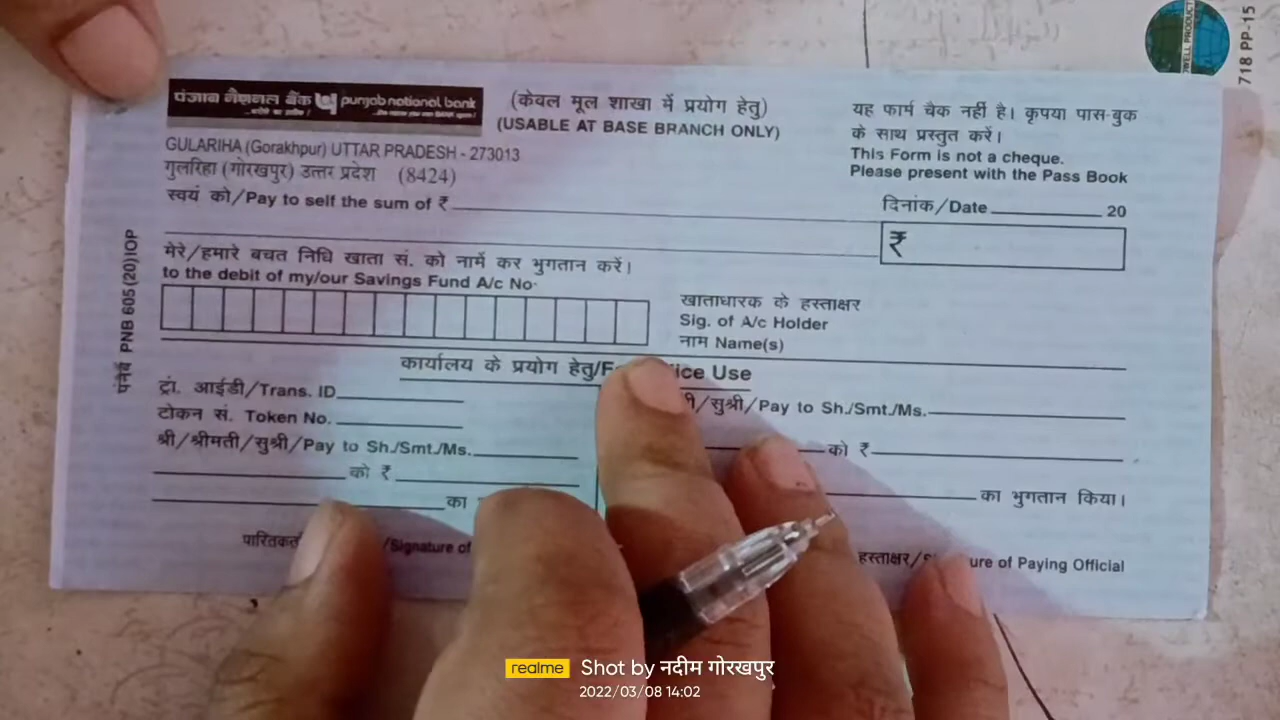 718 PP-15
पंजाब नैशनल बैंक punjab national bank
(केवल मूल शाखा में प्रयोग हेतु)
(USABLE AT BASE BRANCH ONLY)
यह फार्म चैक नहीं है। कृपया पास-बुक
के साथ प्रस्तुत करें।
This Form is not a cheque.
Please present with the Pass Book
GULARIHA (Gorakhpur) UTTAR PRADESH - 273013
गुलरिहा (गोरखपुर) उत्तर प्रदेश (8424)
स्वयं को/Pay to self the sum of ₹
दिनांक/Date 20
₹
मेरे/हमारे बचत निधि खाता सं. को नामें कर भुगतान करें।
to the debit of my/our Savings Fund A/c No.
खाताधारक के हस्ताक्षर
Sig. of A/c Holder
नाम Name(s)
पनेबैं PNB 605(20)IOP
कार्यालय के प्रयोग हेतु/ Use
ट्रां. आईडी/Trans. ID
टोकन सं. Token No.
श्री/श्रीमती/सुश्री/Pay to Sh./Smt./Ms.
को ₹
का
/Signature of
/सुश्री/Pay to Sh./Smt./Ms.
को ₹
का भुगतान किया।
हस्ताक्षर/ of Paying Official
realme Shot by नदीम गोरखपुर
2022/03/08 14:02